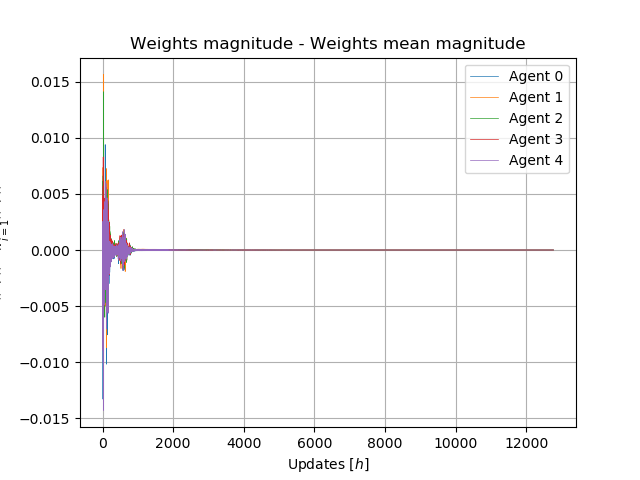 Weights magnitude - Weights mean magnitude
0.015
0.010
0.005
0.000
−0.005
−0.010
−0.015
0
2000
4000
6000
8000
10000
12000
Updates [h]
Agent 0
Agent 1
Agent 2
Agent 3
Agent 4